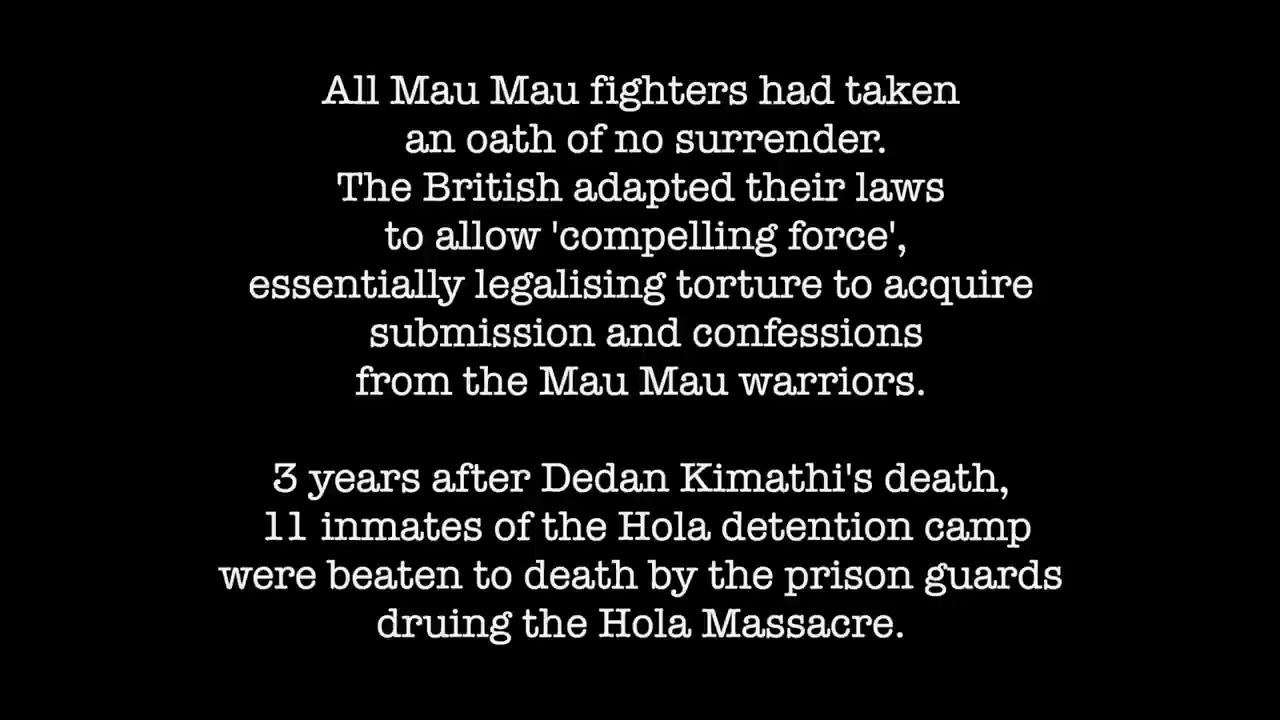 All Mau Mau fighters had taken
an oath of no surrender.
The British adapted their laws
to allow 'compelling force',
essentially legalising torture to acquire
submission and confessions
from the Mau Mau warriors.
3 years after Dedan Kimathi's death,
11 inmates of the Hola detention camp
were beaten to death by the prison guards
druing the Hola Massacre.